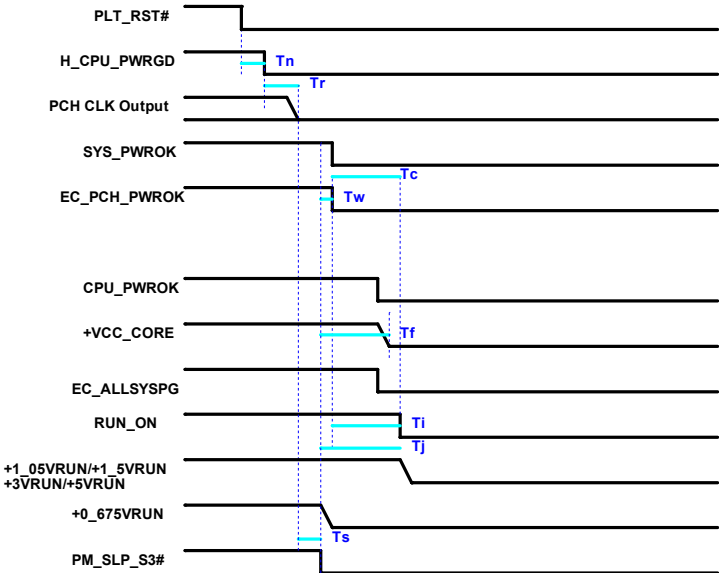 PLT_RST#
H_CPU_PWRGD
Tn
Tr
PCH CLK Output
SYS_PWROK
Tc
EC_PCH_PWROK
Tw
CPU_PWROK
+VCC_CORE
Tf
EC_ALLSYSPG
RUN_ON
Ti
Tj
+1_05VRUN/+1_5VRUN
+3VRUN/+5VRUN
+0_675VRUN
Ts
PM_SLP_S3#